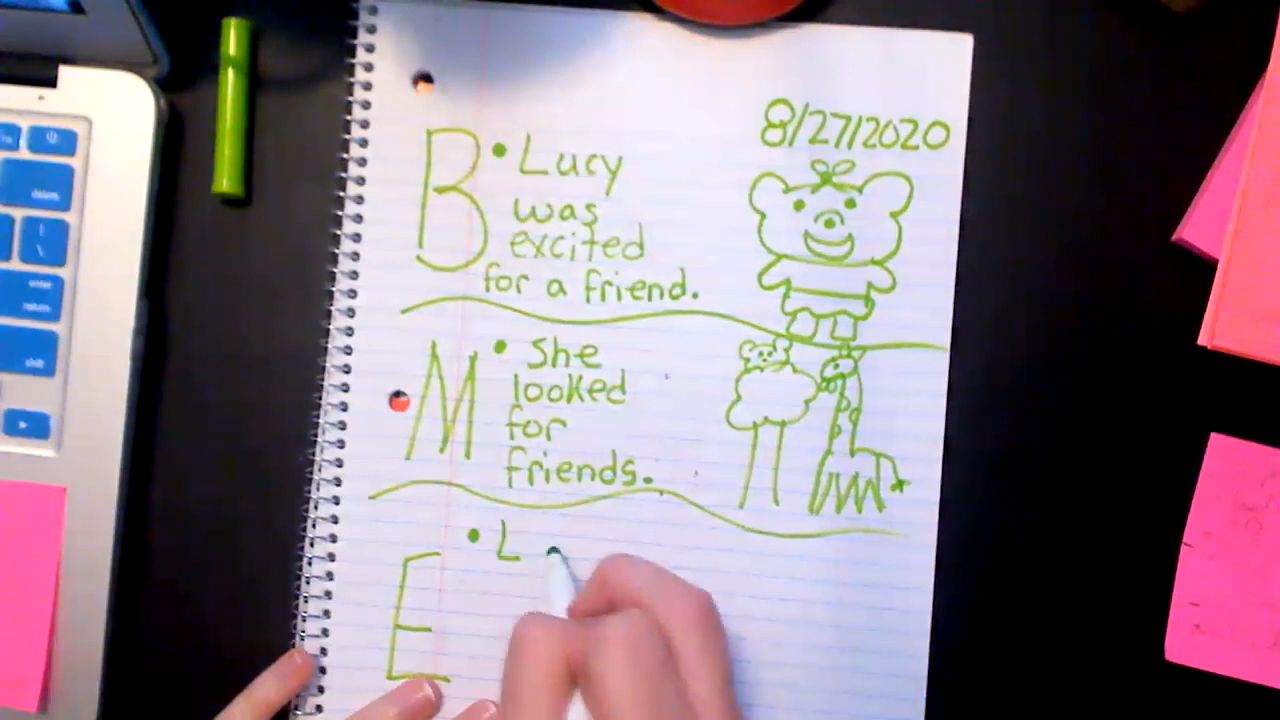 8/27/2020
B • Lucy
was
excited
for a friend.
M • She
looked
for
friends.
E • L